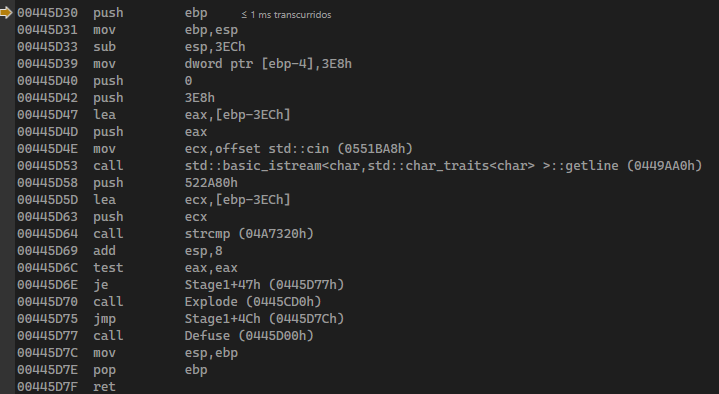 00445D30 push ebp ≤ 1 ms transcurridos
00445D31 mov ebp,esp
00445D33 sub esp,3ECh
00445D39 mov dword ptr [ebp-4],3E8h
00445D40 push 0
00445D42 push 3E8h
00445D47 lea eax,[ebp-3ECh]
00445D4D push eax
00445D4E mov ecx,offset std::cin (0551BA8h)
00445D53 call std::basic_istream<char,std::char_traits<char> >::getline (0449AA0h)
00445D58 push 522A80h
00445D5D lea ecx,[ebp-3ECh]
00445D63 push ecx
00445D64 call strcmp (04A7320h)
00445D69 add esp,8
00445D6C test eax,eax
00445D6E je Stage1+47h (0445D77h)
00445D70 call Explode (0445CD0h)
00445D75 jmp Stage1+4Ch (0445D7Ch)
00445D77 call Defuse (0445D00h)
00445D7C mov esp,ebp
00445D7E pop ebp
00445D7F ret